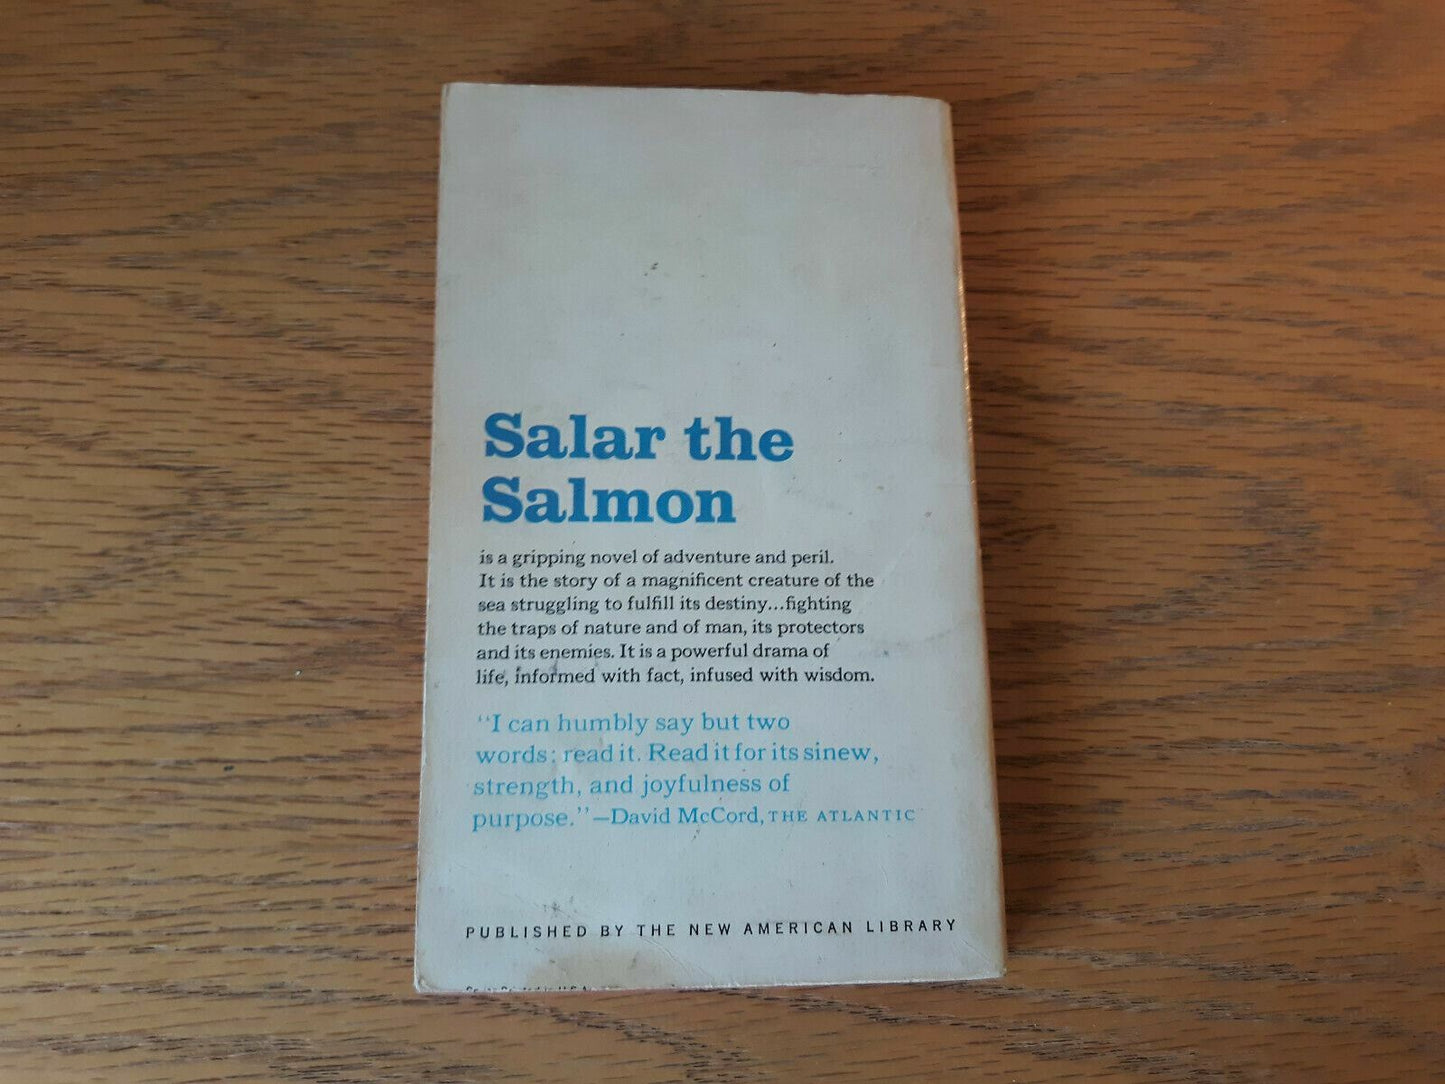 Salar the
Salmon
is a gripping novel of adventure and peril.
It is the story of a magnificent creature of the
sea struggling to fulfill its destiny...fighting
the traps of nature and of man, its protectors
and its enemies. It is a powerful drama of
life, informed with fact, infused with wisdom.
"I can humbly say but two
words: read it. Read it for its sinew,
strength, and joyfulness of
purpose."—David McCord, THE ATLANTIC
PUBLISHED BY THE NEW AMERICAN LIBRARY